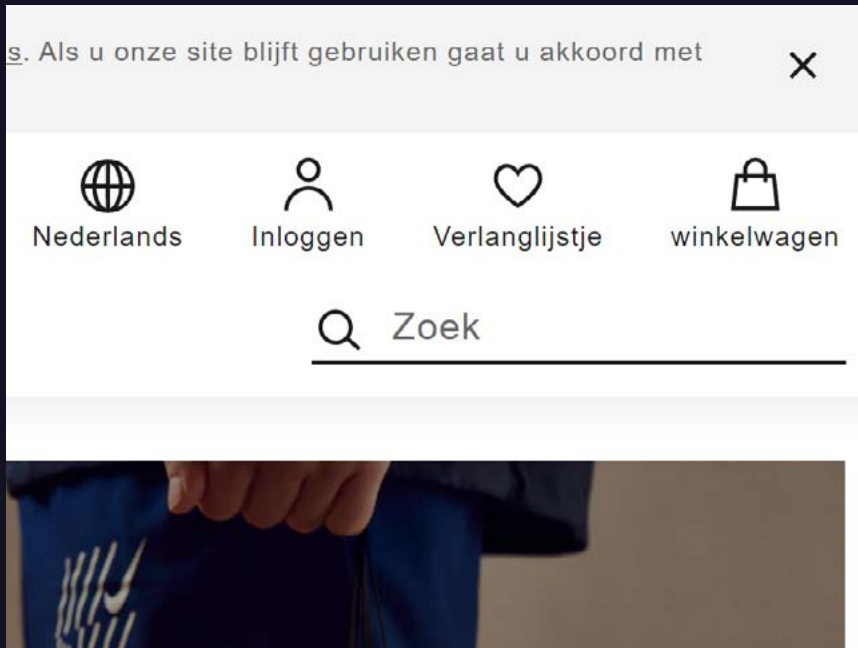 s. Als u onze site blijft gebruiken gaat u akkoord met
Nederlands Inloggen Verlanglijstje winkelwagen
Zoek